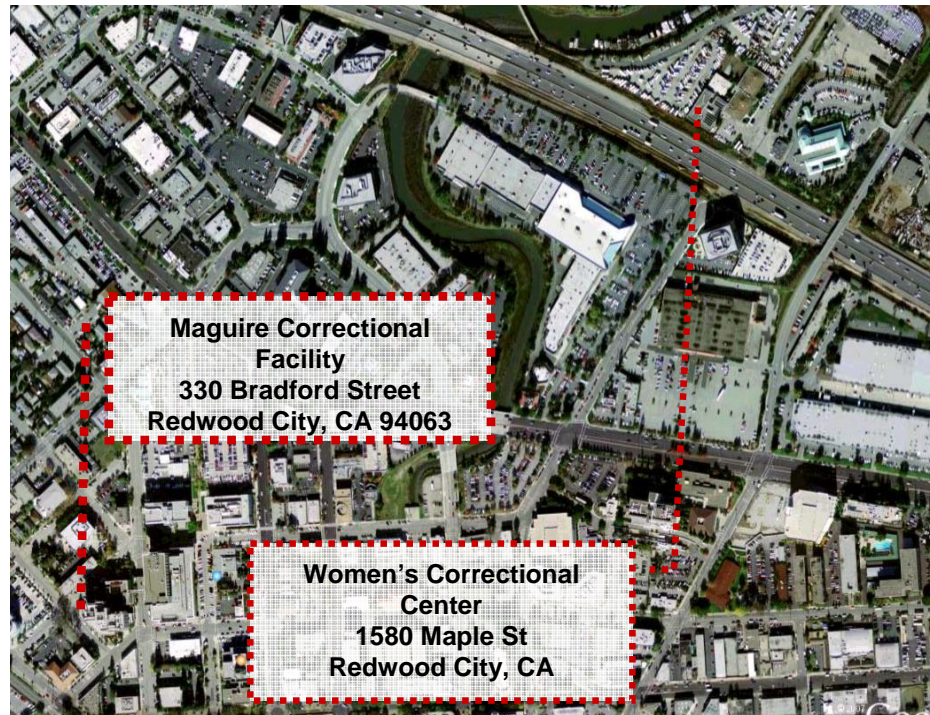 Maguire Correctional
Facility
330 Bradford Street
Redwood City, CA 94063
Women's Correctional
Center
1580 Maple St
Redwood City, CA